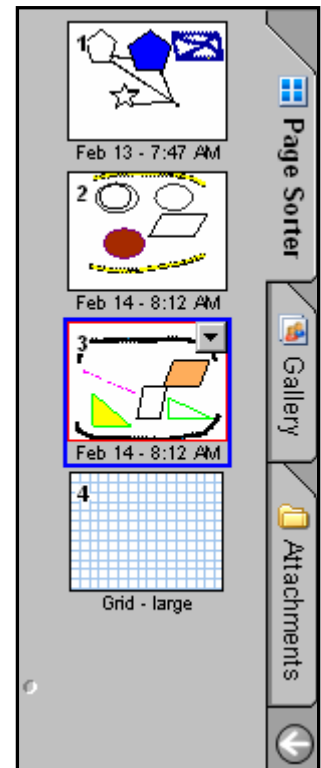 1
Feb 13 - 7:47 AM
2
Feb 14 - 8:12 AM
3
Feb 14 - 8:12 AM
4
Grid - large
Page Sorter
Gallery
Attachments